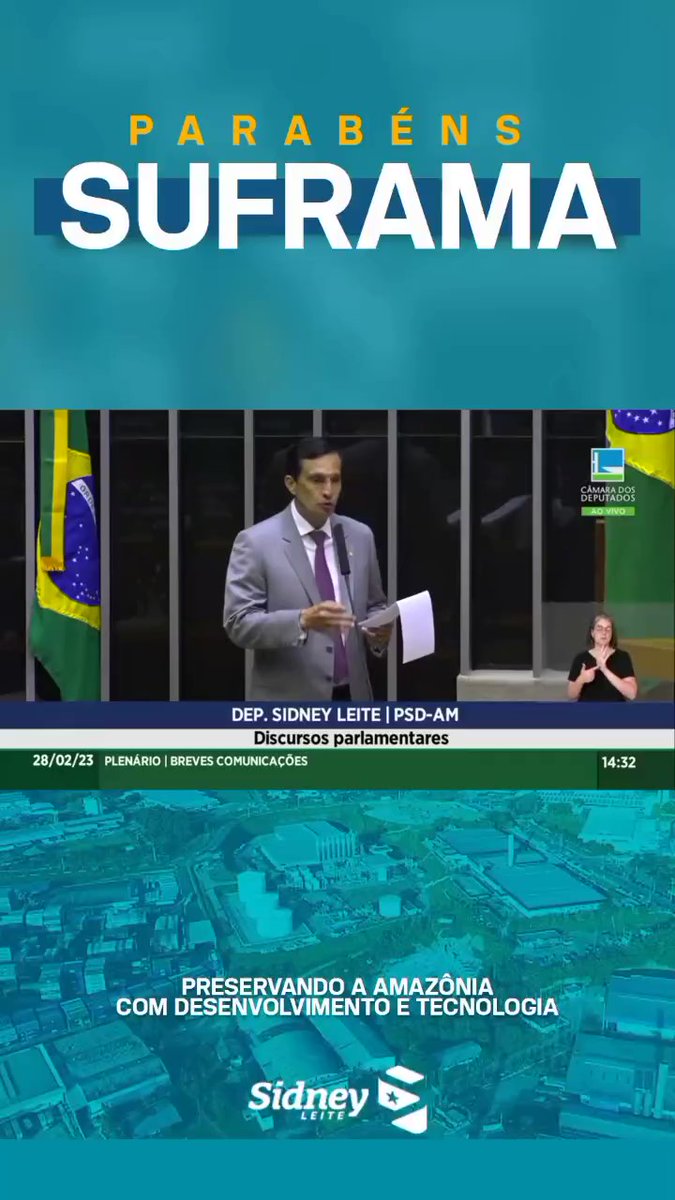 PARABÉNS
SUFRAMA
CÂMARA DOS
DEPUTADOS
AO VIVO
DEP. SIDNEY LEITE | PSD-AM
Discursos parlamentares
28/02/23 PLENÁRIO | BREVES COMUNICAÇÕES 14:32
PRESERVANDO A AMAZÔNIA
COM DESENVOLVIMENTO E TECNOLOGIA
Sidney
LEITE